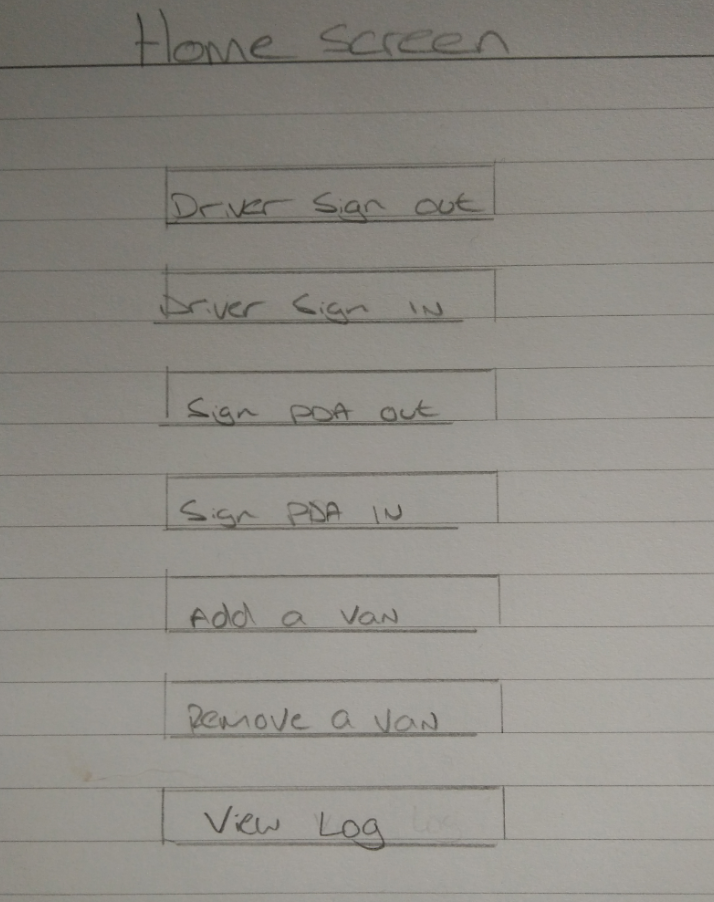 Home Screen
Driver Sign out
Driver Sign IN
Sign PDA out
Sign PDA IN
Add a Van
Remove a Van
View Log